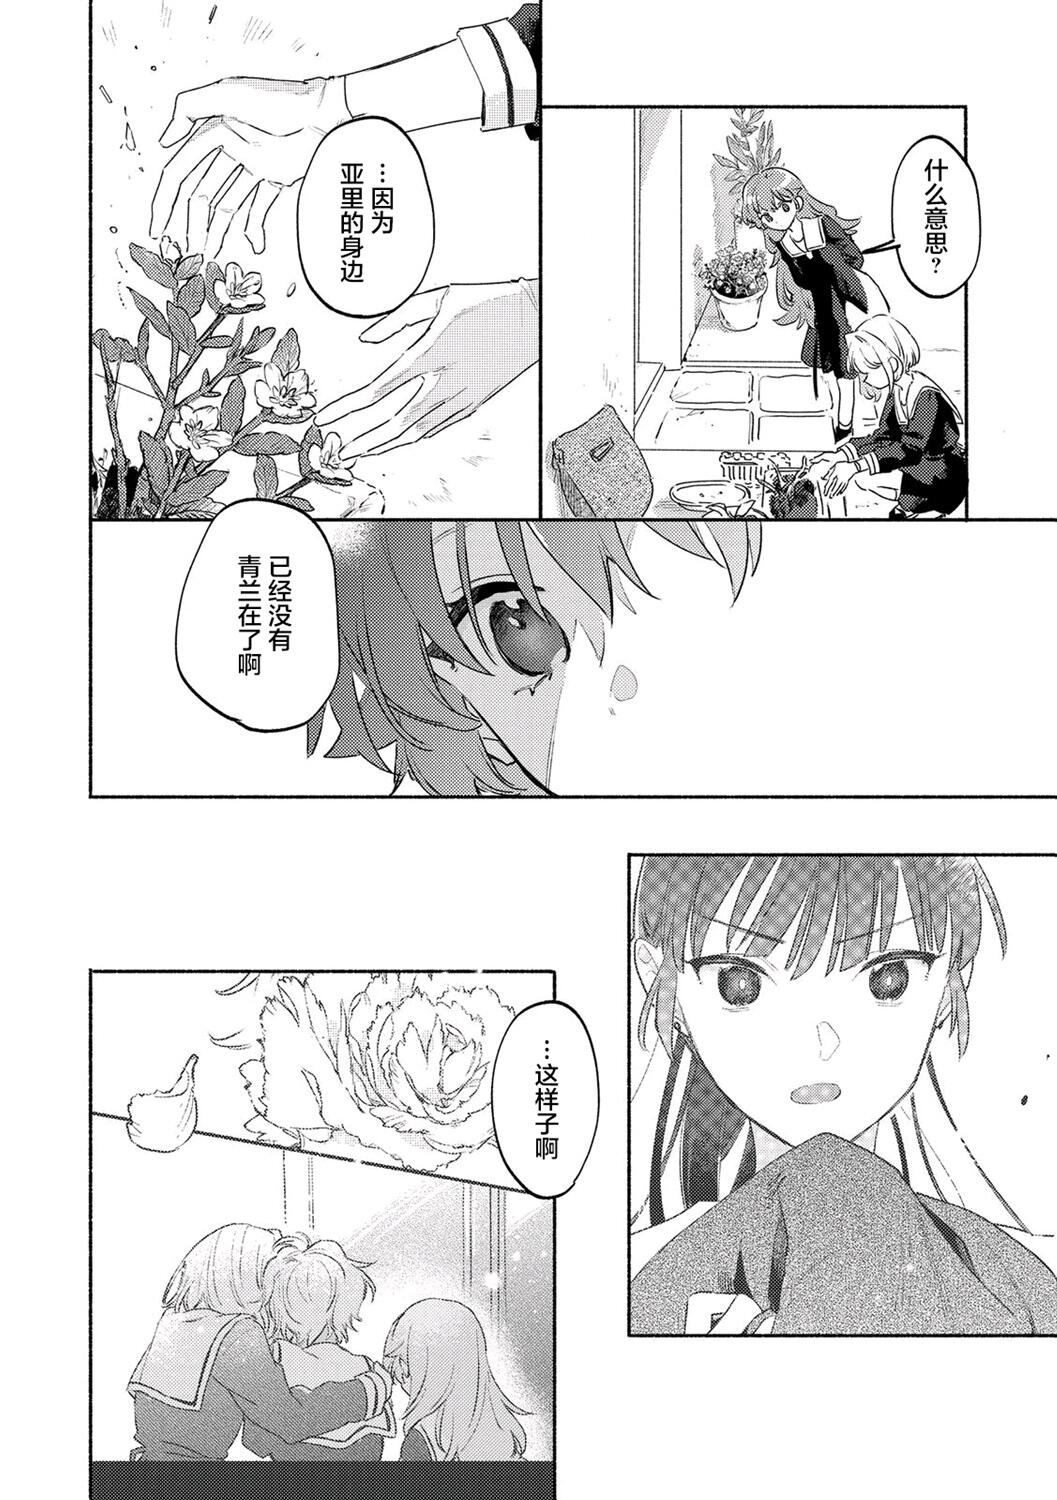 什么意思?
…因为
亚里的身边
已经没有
青兰在了啊
…这样子啊